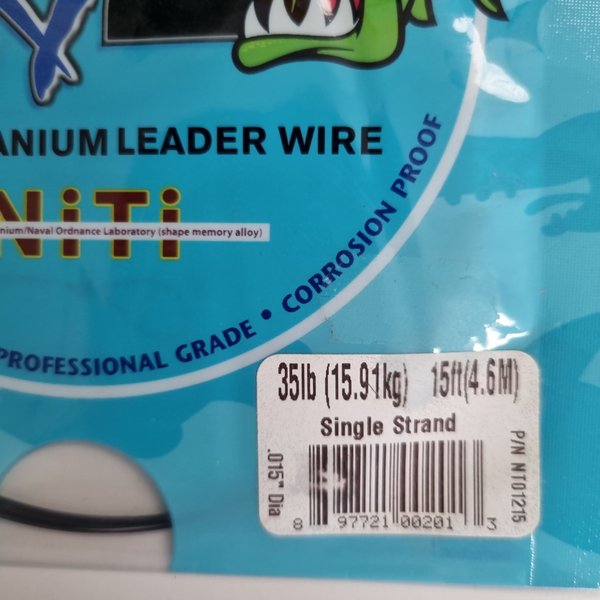 Y
ANIUM LEADER WIRE
NiTi
nium/Naval Ordnance Laboratory (shape memory alloy)
PROFESSIONAL GRADE • CORROSION PROOF
35lb (15.91kg) 15ft(4.6M)
Single Strand
.015" Dia
P/N NT01215
8 97721 00201 3